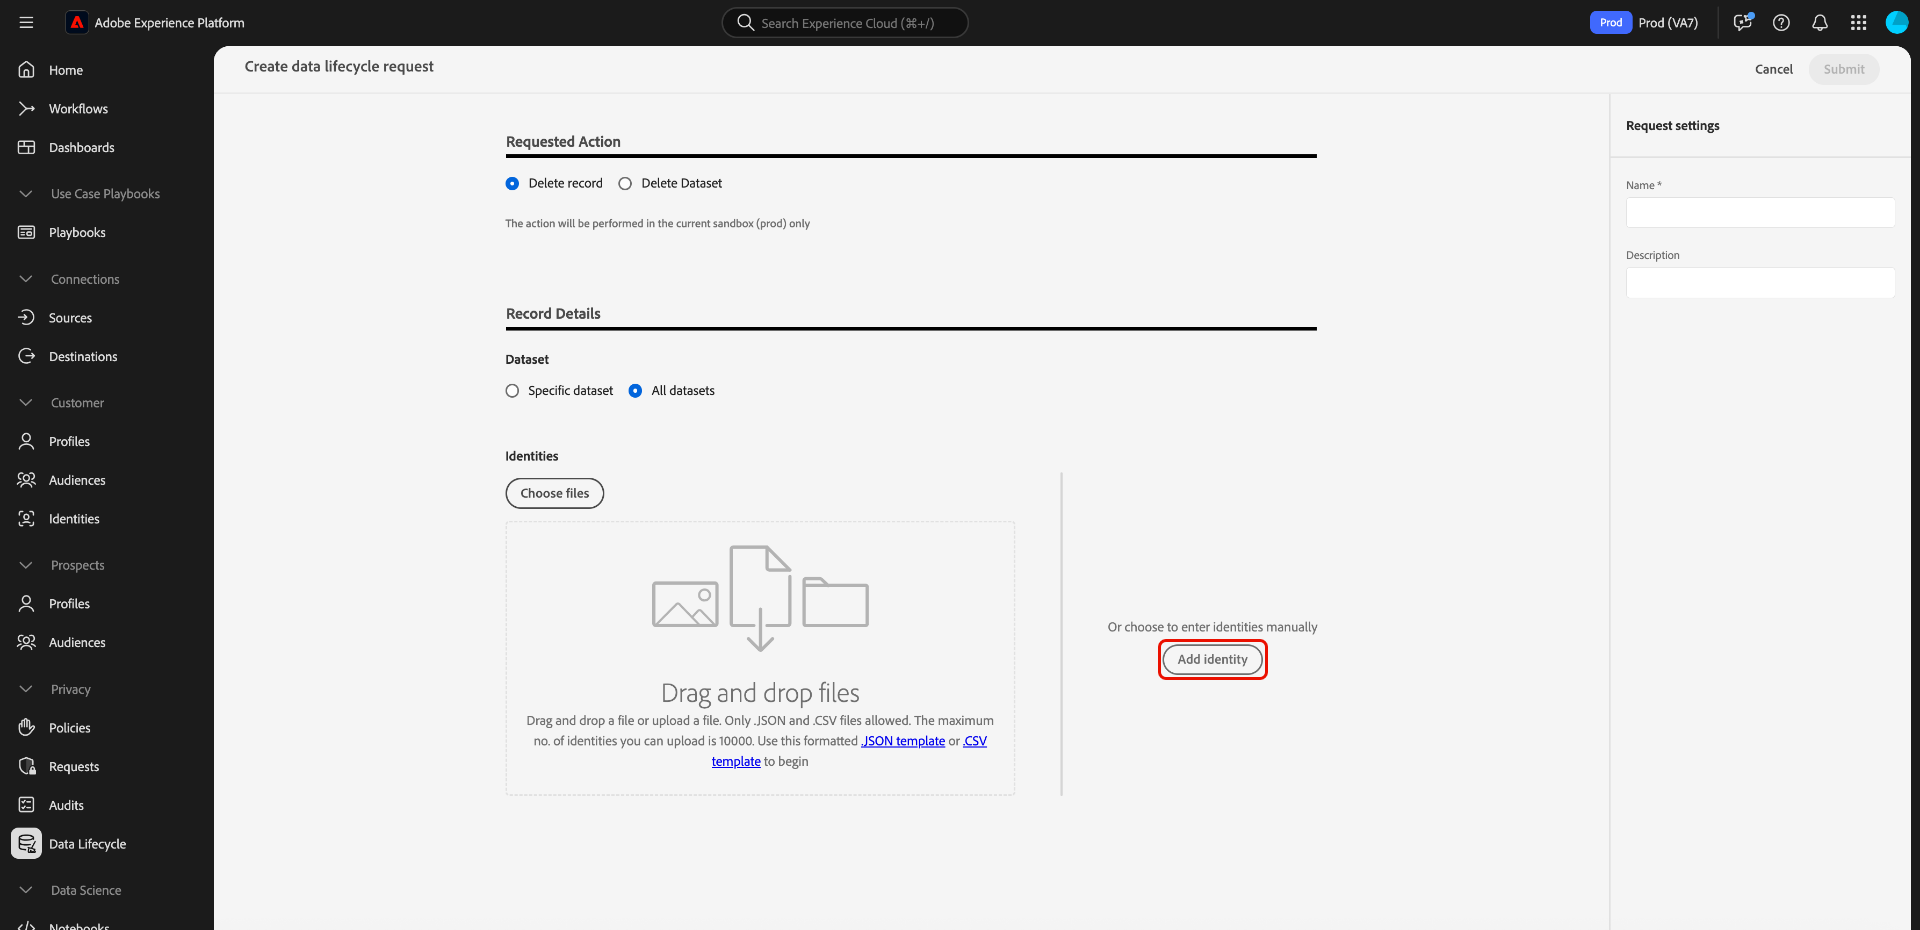 Adobe Experience Platform
Search Experience Cloud (⌘+/)
Prod
Prod (VA7)
Home
Workflows
Dashboards
Use Case Playbooks
Playbooks
Connections
Sources
Destinations
Customer
Profiles
Audiences
Identities
Prospects
Profiles
Audiences
Privacy
Policies
Requests
Audits
Data Lifecycle
Data Science
Notebooks
Create data lifecycle request
Cancel
Submit
Requested Action
Delete record
Delete Dataset
The action will be performed in the current sandbox (prod) only
Record Details
Dataset
Specific dataset
All datasets
Identities
Choose files
Drag and drop files
Drag and drop a file or upload a file. Only .JSON and .CSV files allowed. The maximum
no. of identities you can upload is 10000. Use this formatted .JSON template or .CSV
template to begin
Or choose to enter identities manually
Add identity
Request settings
Name *
Description